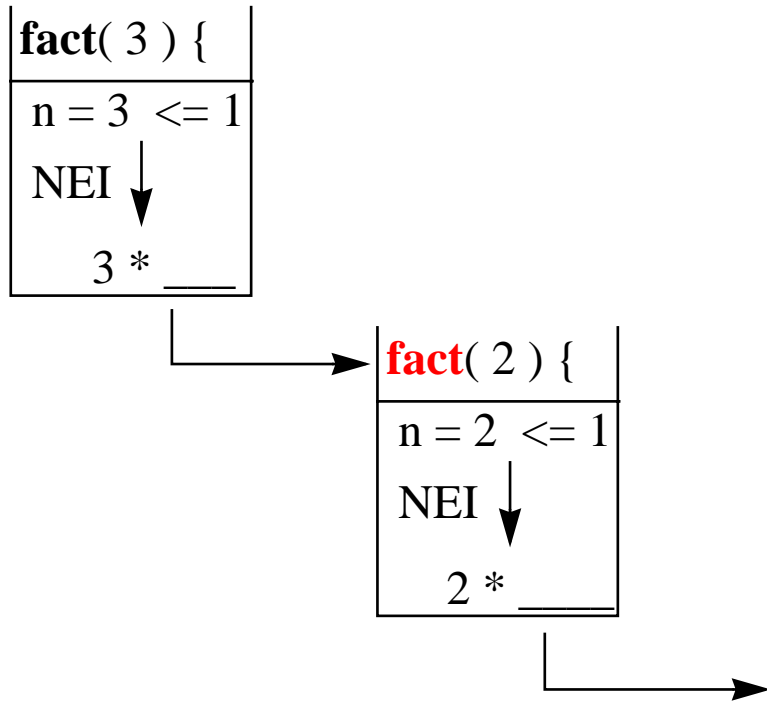 fact( 3 ) {
n = 3 <= 1
NEI
3 * ___
fact( 2 ) {
n = 2 <= 1
NEI
2 * ____